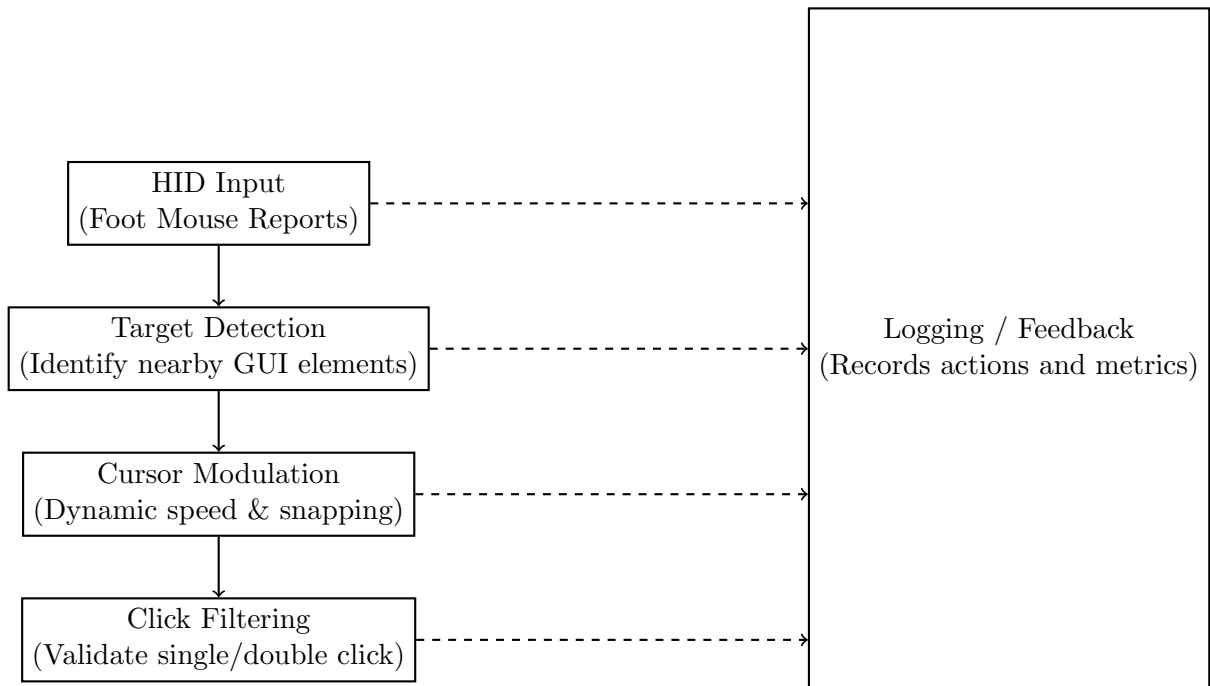 HID Input
(Foot Mouse Reports)
Target Detection
(Identify nearby GUI elements)
Cursor Modulation
(Dynamic speed & snapping)
Click Filtering
(Validate single/double click)
Logging / Feedback
(Records actions and metrics)